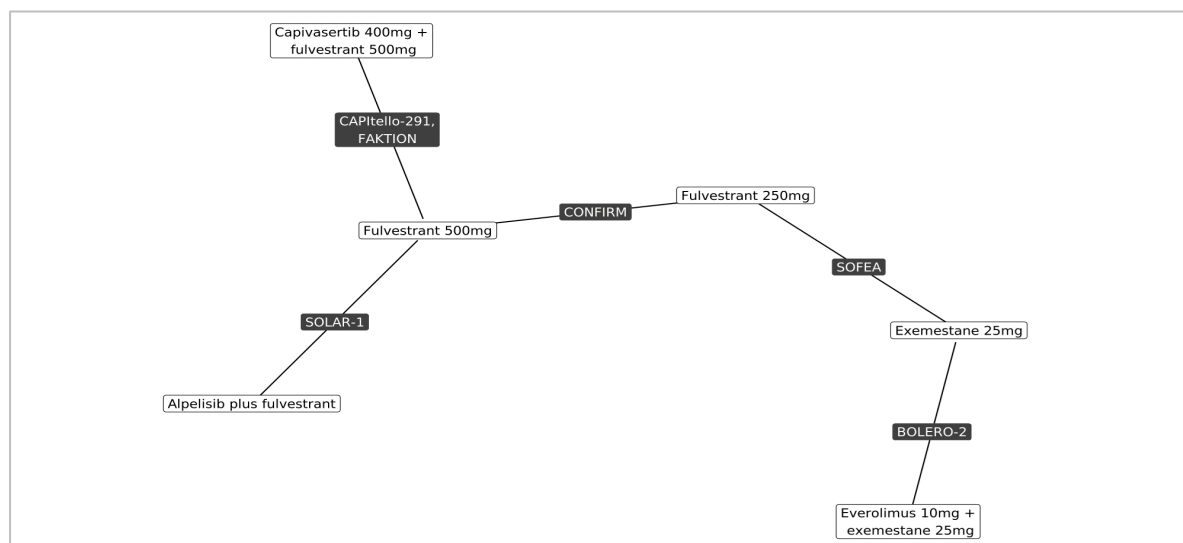 Capivasertib 400mg +
fulvestrant 500mg
CAPItello-291,
FAKTION
Fulvestrant 250mg
CONFIRM
Fulvestrant 500mg
SOFEA
SOLAR-1
Exemestane 25mg
Alpelisib plus fulvestrant
BOLERO-2
Everolimus 10mg +
exemestane 25mg